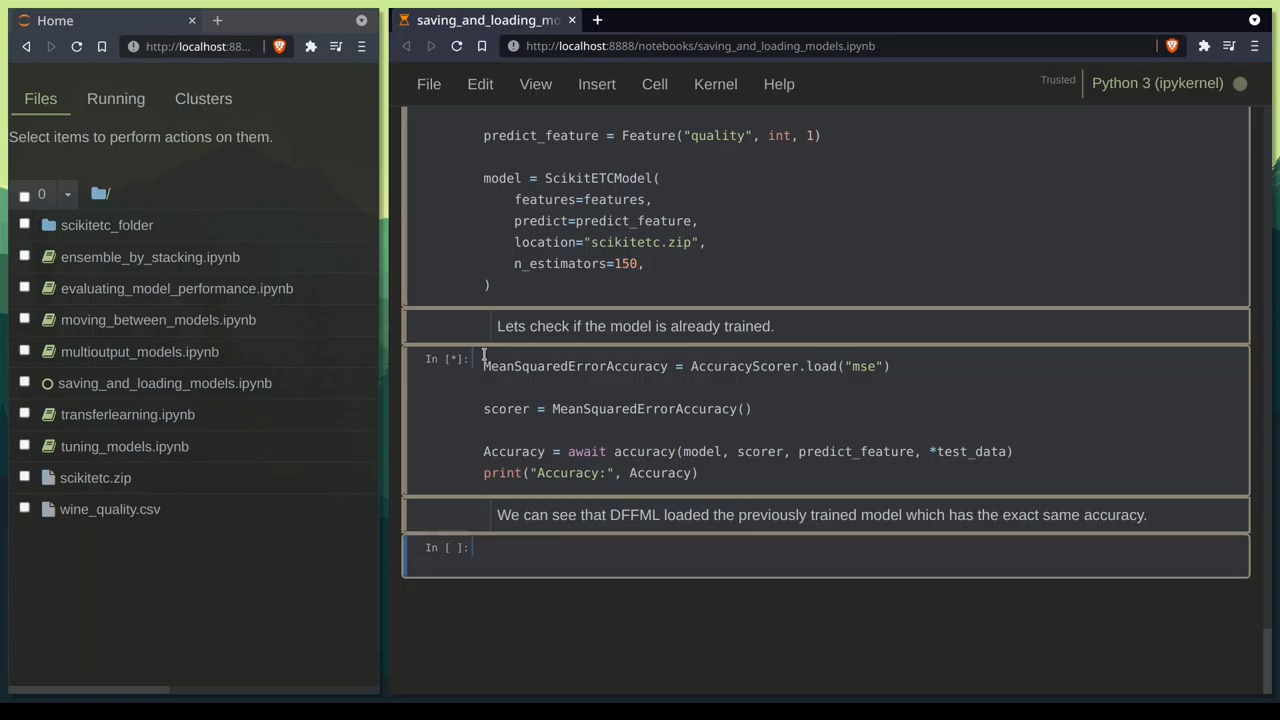 Home
http://localhost:88...
Files
Running
Clusters
Select items to perform actions on them.
0
/
scikitetc_folder
ensemble_by_stacking.ipynb
evaluating_model_performance.ipynb
moving_between_models.ipynb
multioutput_models.ipynb
saving_and_loading_models.ipynb
transferlearning.ipynb
tuning_models.ipynb
scikitetc.zip
wine_quality.csv
saving_and_loading_mo
http://localhost:8888/notebooks/saving_and_loading_models.ipynb
File
Edit
View
Insert
Cell
Kernel
Help
Trusted
Python 3 (ipykernel)
predict_feature = Feature("quality", int, 1)
model = ScikitETCModel(
features=features,
predict=predict_feature,
location="scikitetc.zip",
n_estimators=150,
)
Lets check if the model is already trained.
In [*]:
MeanSquaredErrorAccuracy = AccuracyScorer.load("mse")
scorer = MeanSquaredErrorAccuracy()
Accuracy = await accuracy(model, scorer, predict_feature, *test_data)
print("Accuracy:", Accuracy)
We can see that DFFML loaded the previously trained model which has the exact same accuracy.
In [ ]: